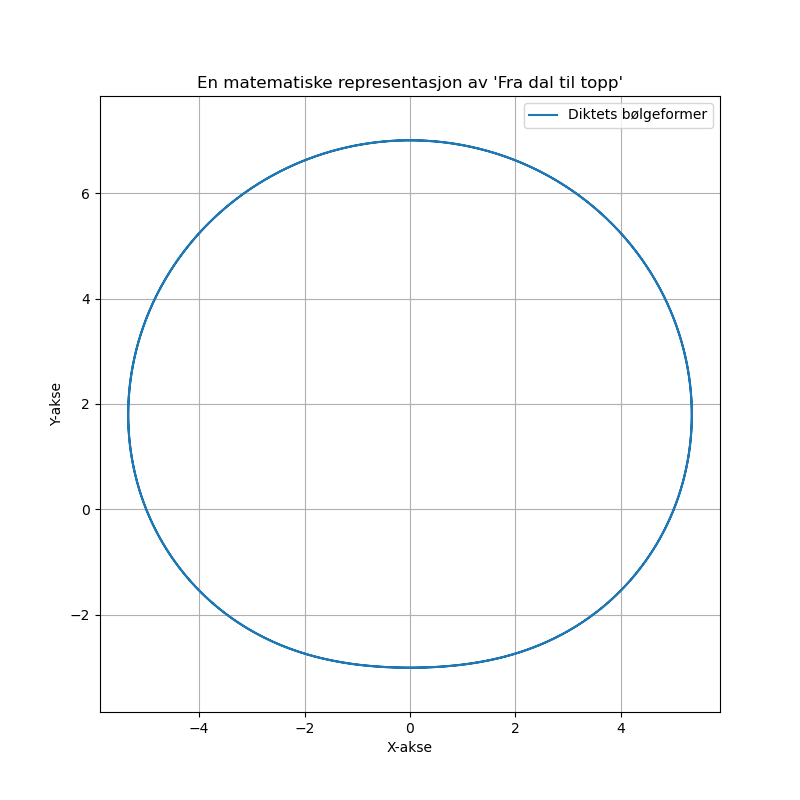 En matematiske representasjon av 'Fra dal til topp'
Diktets bølgeformer
6
4
2
0
−2
Y-akse
−4
−2
0
2
4
X-akse